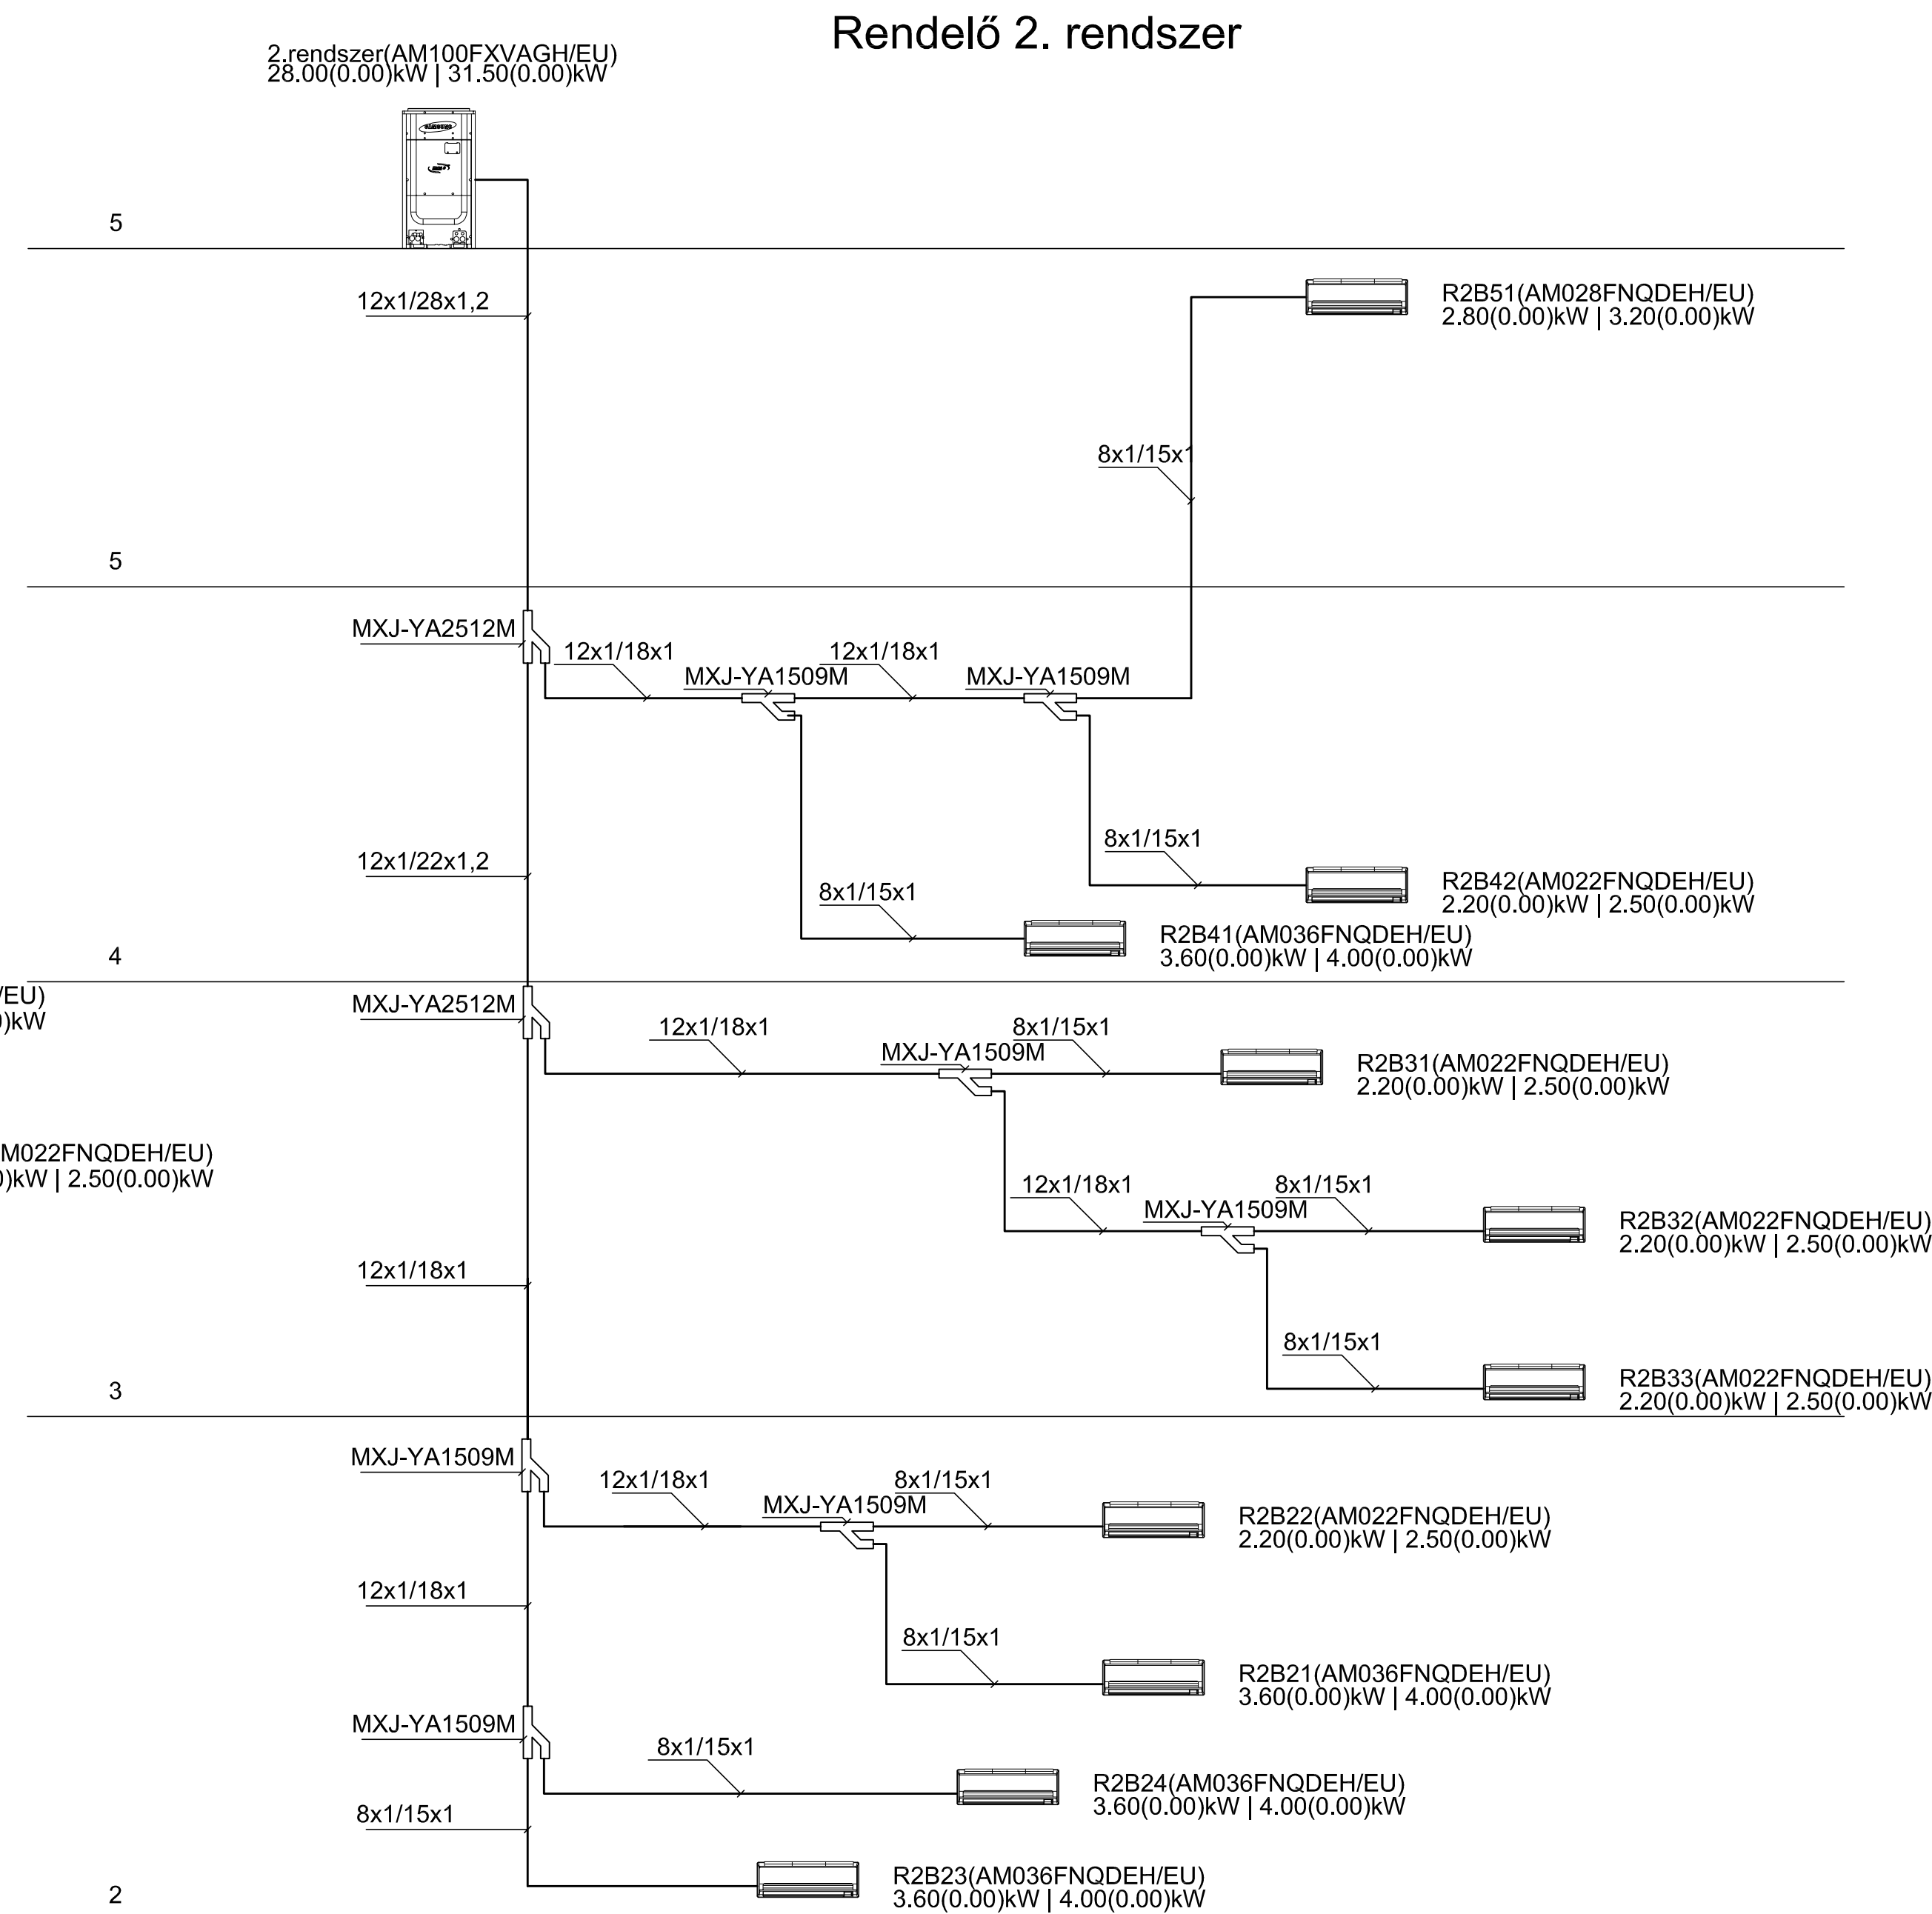 Rendelő 2. rendszer
2.rendszer(AM100FXVAGH/EU)
28.00(0.00)kW | 31.50(0.00)kW
SAMSUNG
5
12x1/28x1,2
R2B51(AM028FNQDEH/EU)
2.80(0.00)kW | 3.20(0.00)kW
8x1/15x1
5
MXJ-YA2512M
12x1/18x1
MXJ-YA1509M
12x1/18x1
MXJ-YA1509M
12x1/22x1,2
8x1/15x1
R2B42(AM022FNQDEH/EU)
2.20(0.00)kW | 2.50(0.00)kW
8x1/15x1
R2B41(AM036FNQDEH/EU)
3.60(0.00)kW | 4.00(0.00)kW
4
/EU)
)kW
MXJ-YA2512M
12x1/18x1
MXJ-YA1509M
8x1/15x1
R2B31(AM022FNQDEH/EU)
2.20(0.00)kW | 2.50(0.00)kW
M022FNQDEH/EU)
)kW | 2.50(0.00)kW
12x1/18x1
MXJ-YA1509M
8x1/15x1
R2B32(AM022FNQDEH/EU)
2.20(0.00)kW | 2.50(0.00)kW
12x1/18x1
8x1/15x1
R2B33(AM022FNQDEH/EU)
2.20(0.00)kW | 2.50(0.00)kW
3
MXJ-YA1509M
12x1/18x1
MXJ-YA1509M
8x1/15x1
R2B22(AM022FNQDEH/EU)
2.20(0.00)kW | 2.50(0.00)kW
12x1/18x1
8x1/15x1
R2B21(AM036FNQDEH/EU)
3.60(0.00)kW | 4.00(0.00)kW
MXJ-YA1509M
8x1/15x1
R2B24(AM036FNQDEH/EU)
3.60(0.00)kW | 4.00(0.00)kW
8x1/15x1
R2B23(AM036FNQDEH/EU)
3.60(0.00)kW | 4.00(0.00)kW
2